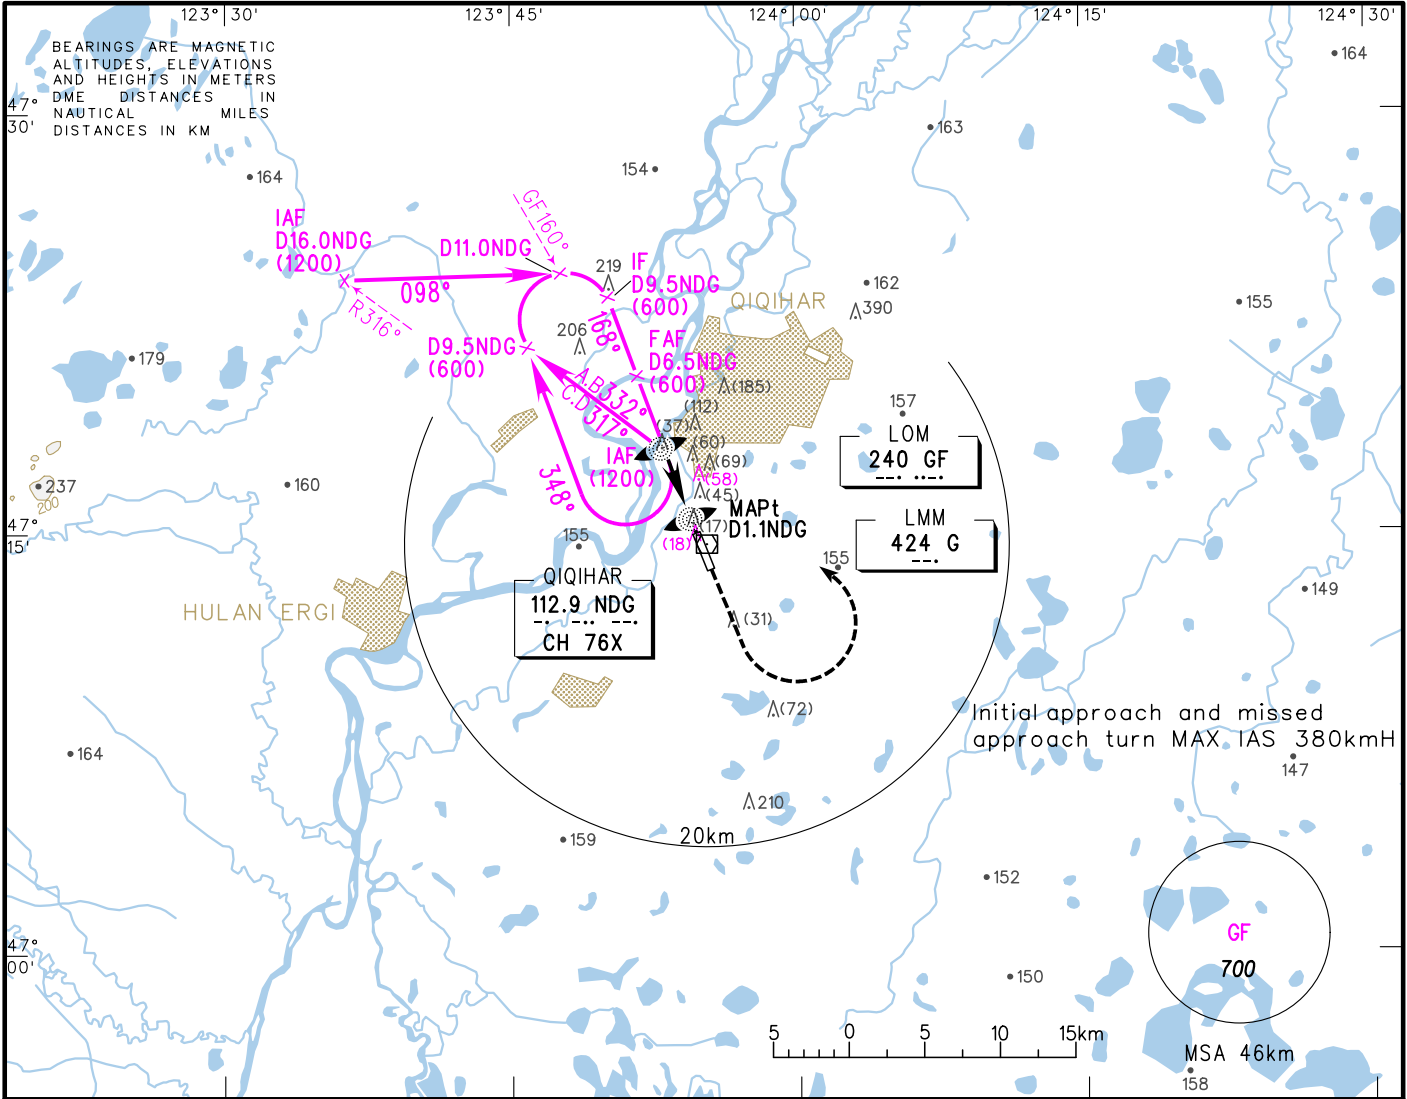 123° 30'
123° 45'
124° 00'
124° 15'
124° 30'
BEARINGS ARE MAGNETIC
ALTITUDES, ELEVATIONS
AND HEIGHTS IN METERS
DME DISTANCES IN
NAUTICAL MILES
DISTANCES IN KM
47°
30'
164
163
154
164
IAF
D16.0NDG
(1200)
D11.0NDG
GF160°
219
IF
D9.5NDG
(600)
098°
R316°
QIQIHAR
162
390
155
206
168°
FAF
D6.5NDG
(600)
D9.5NDG
(600)
179
A.B332°
C.D317°
(185)
(112)
157
(37)
(60)
IAF
(1200)
(69)
(58)
(45)
348°
LOM
240 GF
--· ··-·
237
200
160
47°
15'
MAPt
D1.1NDG
(17)
(18)
LMM
424 G
--·
155
155
149
QIQIHAR
112.9 NDG
-· -·· --·
CH 76X
HULAN ERGI
(31)
(72)
Initial approach and missed
approach turn MAX IAS 380kmH
164
147
210
20km
159
152
47°
00'
GF
700
150
5 0 5 10 15km
MSA 46km
158